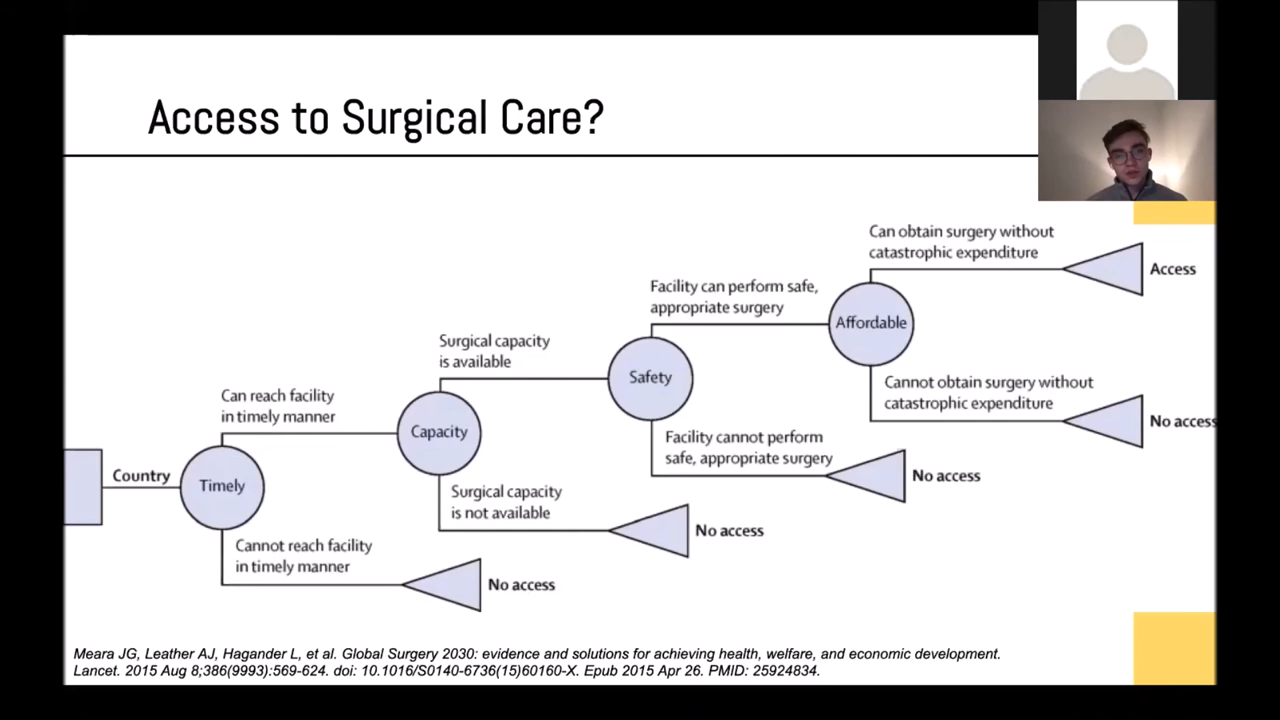 Access to Surgical Care?
Can obtain surgery without
catastrophic expenditure
Access
Facility can perform safe,
appropriate surgery
Affordable
Surgical capacity
is available
Safety
Cannot obtain surgery without
catastrophic expenditure
No access
Can reach facility
in timely manner
Capacity
Facility cannot perform
safe, appropriate surgery
No access
Country
Timely
Surgical capacity
is not available
No access
Cannot reach facility
in timely manner
No access
Meara JG, Leather AJ, Hagander L, et al. Global Surgery 2030: evidence and solutions for achieving health, welfare, and economic development.
Lancet. 2015 Aug 8;386(9993):569-624. doi: 10.1016/S0140-6736(15)60160-X. Epub 2015 Apr 26. PMID: 25924834.